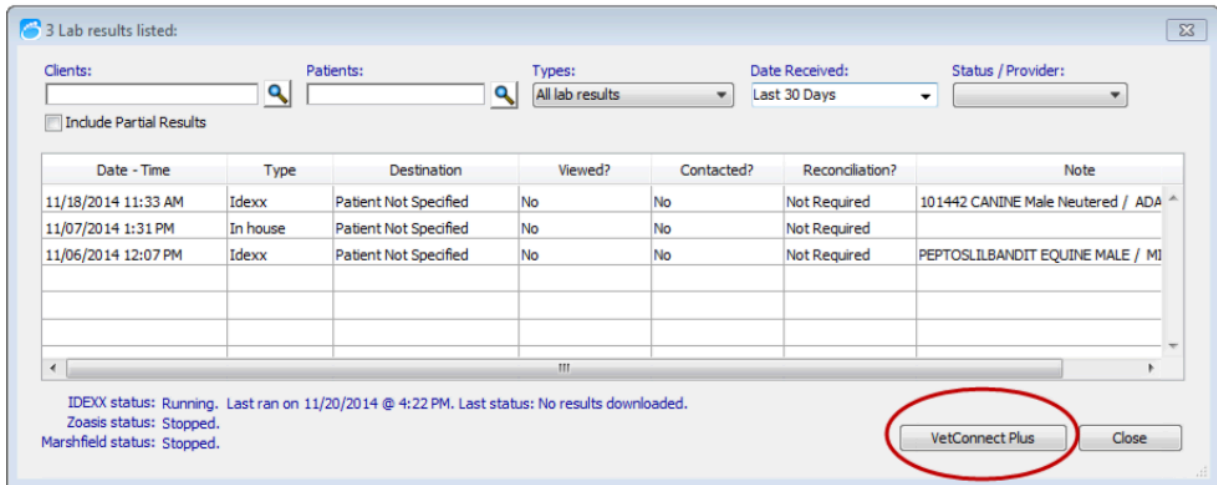 3 Lab results listed:
Clients: Patients: Types: Date Received: Status / Provider:
All lab results Last 30 Days
Include Partial Results
Date - Time Type Destination Viewed? Contacted? Reconciliation? Note
11/18/2014 11:33 AM Idexx Patient Not Specified No No Not Required 101442 CANINE Male Neutered / ADA
11/07/2014 1:31 PM In house Patient Not Specified No No Not Required
11/06/2014 12:07 PM Idexx Patient Not Specified No No Not Required PEPTOSLILBANDIT EQUINE MALE / MI
IDEXX status: Running. Last ran on 11/20/2014 @ 4:22 PM. Last status: No results downloaded.
Zoasis status: Stopped.
Marshfield status: Stopped.
VetConnect Plus Close